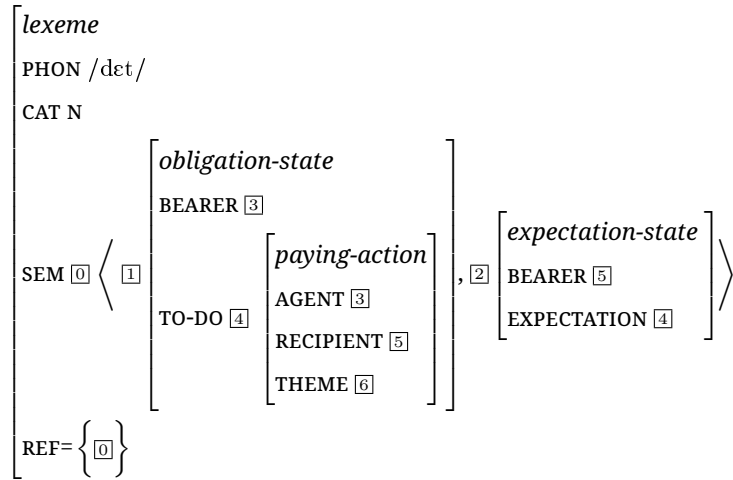 lexeme
PHON /dɛt/
CAT N
SEM 0 ⟨ 1 [obligation-state
BEARER 3
TO-DO 4 [paying-action
AGENT 3
RECIPIENT 5
THEME 6]], 2 [expectation-state
BEARER 5
EXPECTATION 4]⟩
REF= {0}